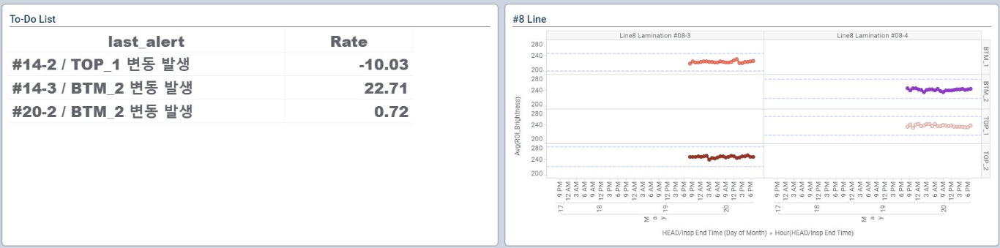 To-Do List
last_alert Rate
#14-2 / TOP_1 변동 발생 -10.03
#14-3 / BTM_2 변동 발생 22.71
#20-2 / BTM_2 변동 발생 0.72
#8 Line
Line8 Lamination #08-3 Line8 Lamination #08-4
Avg(ROI_Brightness)
280
240
200
BTM_1
280
240
200
BTM_2
280
240
200
TOP_1
280
240
200
TOP_2
9 PM 12 AM 3 AM 6 AM 9 AM 12 PM 3 PM 6 PM 9 PM 12 AM 3 AM 6 AM 9 AM 12 PM 3 PM 6 PM 9 PM 12 AM 3 AM 6 AM 9 AM 12 PM 3 PM 6 PM 9 PM 12 AM 3 AM 6 AM 9 AM 12 PM 3 PM 6 PM 9 PM 12 AM 3 AM 6 AM 9 AM 12 PM 3 PM 6 PM 9 PM 12 AM 3 AM 6 AM 9 AM 12 PM 3 PM 6 PM
17 18 19 20 17 18 19 20
May May
HEAD/Insp End Time (Day of Month) » Hour(HEAD/Insp End Time)